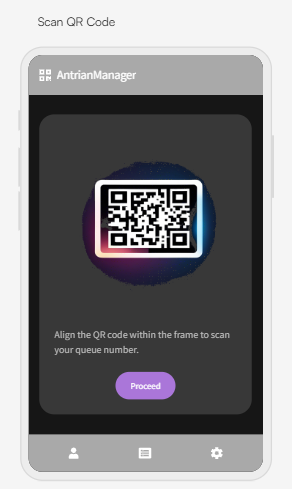 Scan QR Code
AntrianManager
Align the QR code within the frame to scan
your queue number.
Proceed